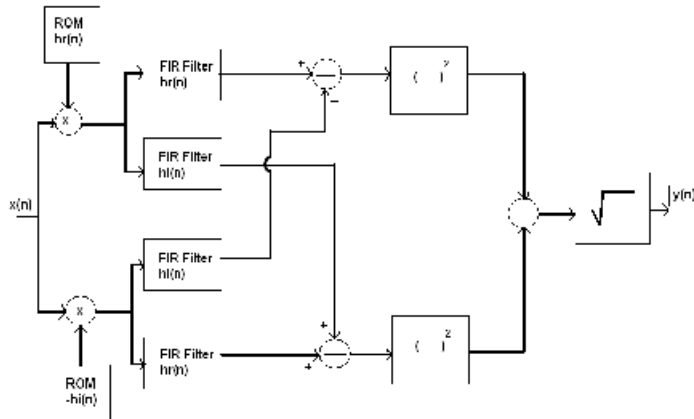 ROM
hr(n)
FIR Filter
hr(n)
+
—
−
( )²
x
FIR Filter
hi(n)
x(n)
√
y(n)
FIR Filter
hi(n)
x
+
—
+
( )²
FIR Filter
hr(n)
ROM
-hi(n)